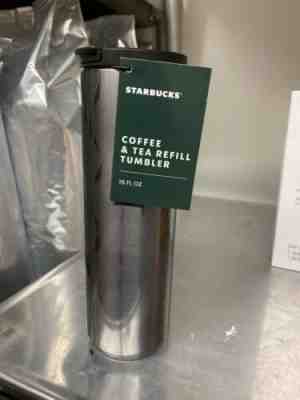 STARBUCKS®
COFFEE
& TEA REFILL
TUMBLER
16 FL OZ